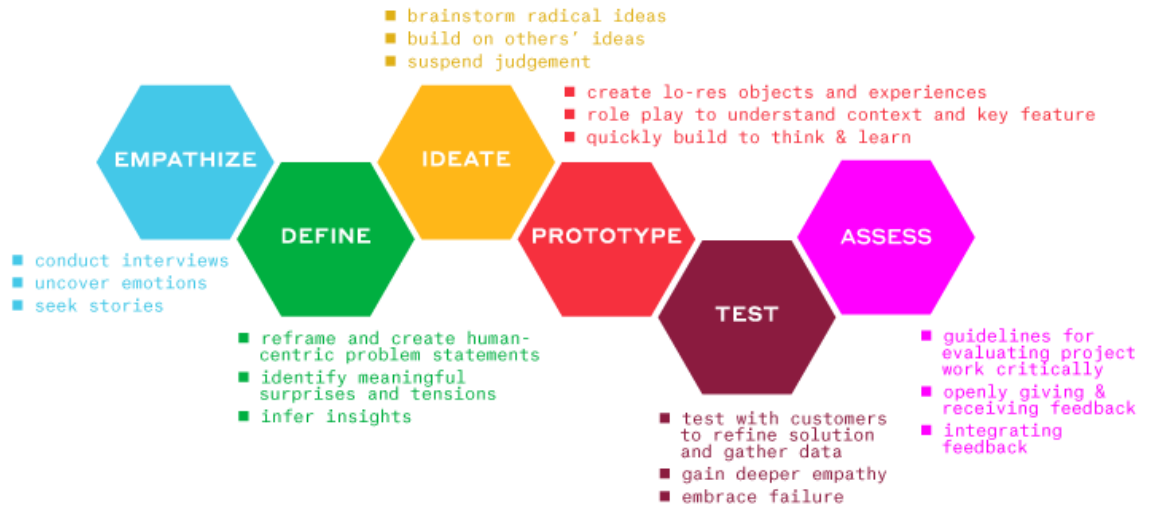 ■ brainstorm radical ideas
■ build on others' ideas
■ suspend judgement
■ create lo-res objects and experiences
■ role play to understand context and key feature
■ quickly build to think & learn
EMPATHIZE
IDEATE
DEFINE
PROTOTYPE
ASSESS
TEST
■ conduct interviews
■ uncover emotions
■ seek stories
■ reframe and create human-
centric problem statements
■ identify meaningful
surprises and tensions
■ infer insights
■ test with customers
to refine solution
and gather data
■ gain deeper empathy
■ embrace failure
■ guidelines for
evaluating project
work critically
■ openly giving &
receiving feedback
■ integrating
feedback